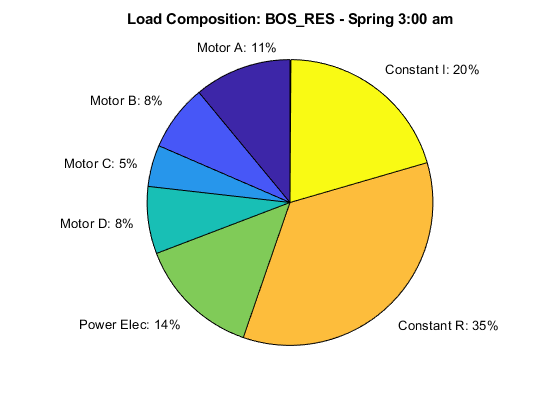 Load Composition: BOS_RES - Spring 3:00 am
Motor A: 11%
Constant I: 20%
Motor B: 8%
Motor C: 5%
Motor D: 8%
Power Elec: 14%
Constant R: 35%